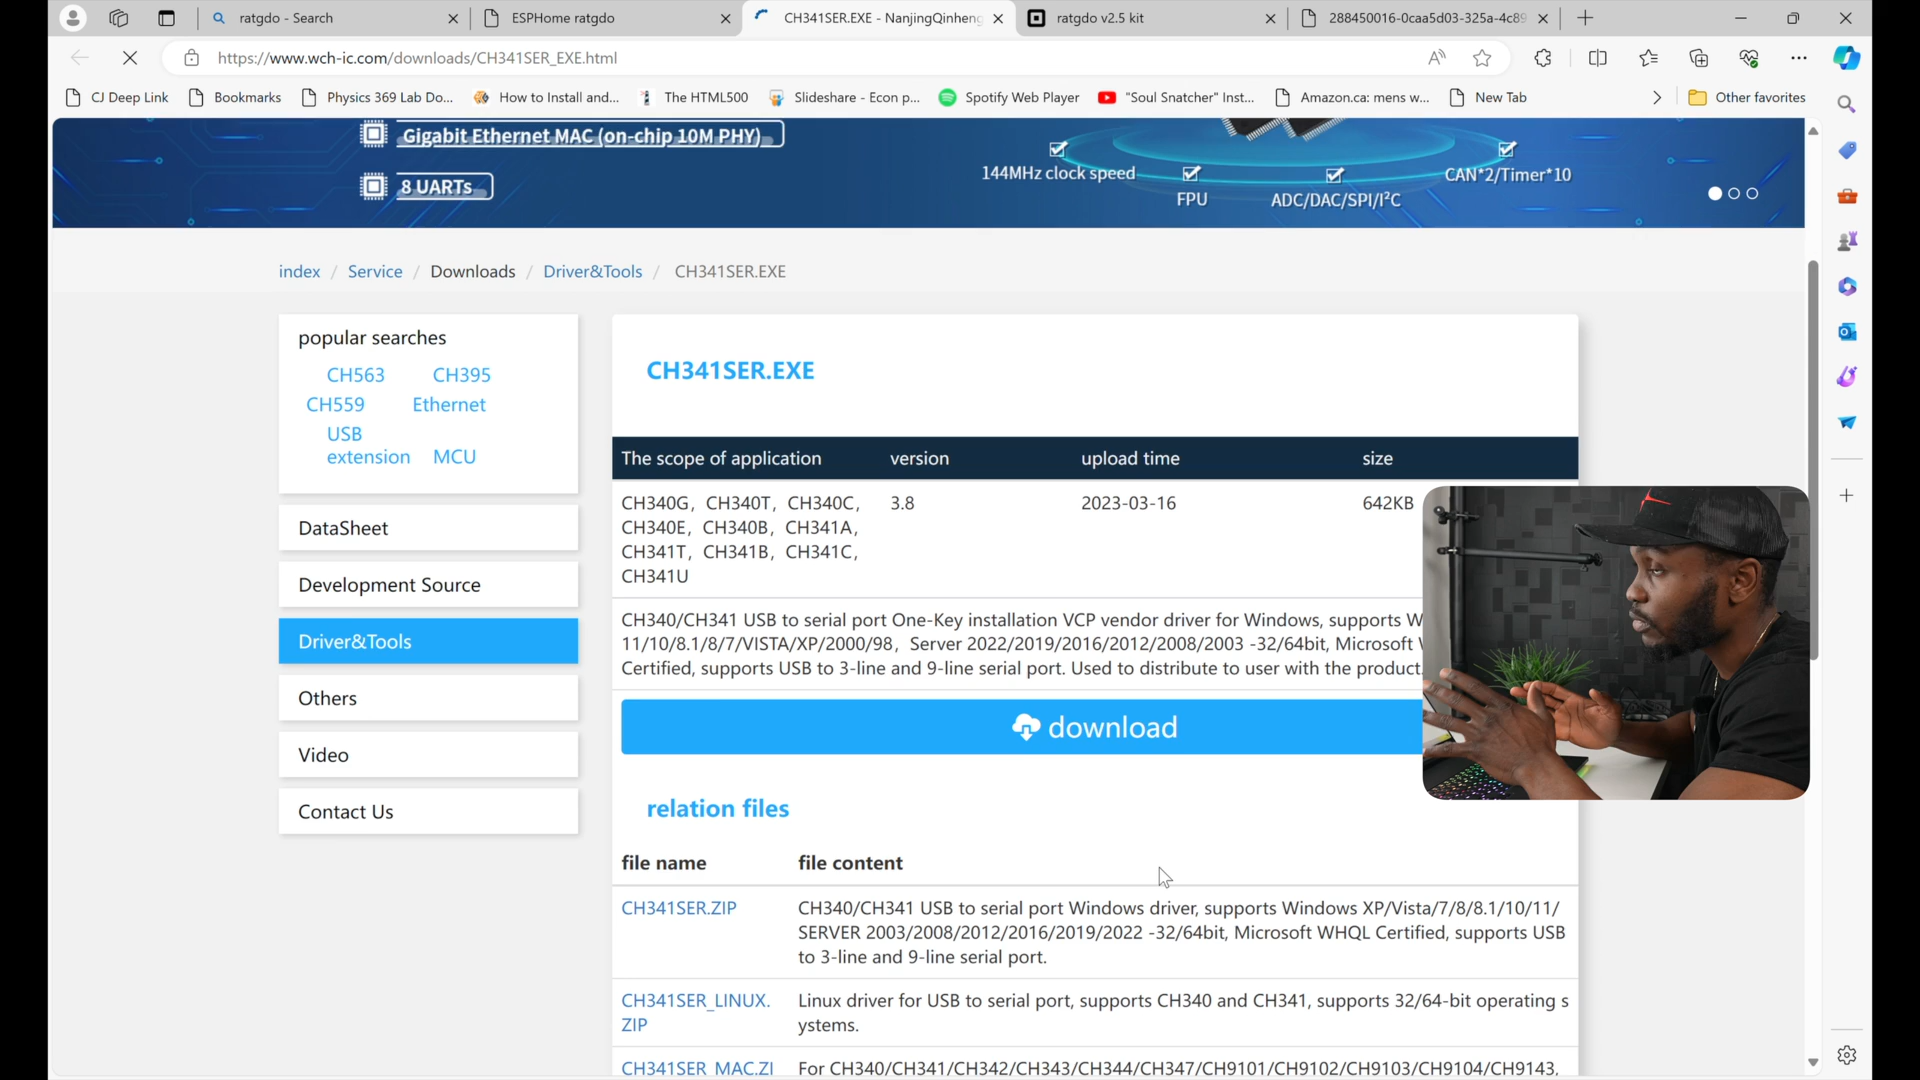 ratgdo - Search
ESPHome ratgdo
CH341SER.EXE - NanjingQinheng
ratgdo v2.5 kit
288450016-0caa5d03-325a-4c89
https://www.wch-ic.com/downloads/CH341SER_EXE.html
CJ Deep Link
Bookmarks
Physics 369 Lab Do...
How to Install and...
The HTML500
Slideshare - Econ p...
Spotify Web Player
"Soul Snatcher" Inst...
Amazon.ca: mens w...
New Tab
Other favorites
Gigabit Ethernet MAC (on-chip 10M PHY)
8 UARTs
144MHz clock speed
FPU
ADC/DAC/SPI/I²C
CAN*2/Timer*10
index / Service / Downloads / Driver&Tools / CH341SER.EXE
popular searches
CH563 CH395
CH559 Ethernet
USB
extension MCU
DataSheet
Development Source
Driver&Tools
Others
Video
Contact Us
CH341SER.EXE
The scope of application version upload time size
CH340G, CH340T, CH340C, 3.8 2023-03-16 642KB
CH340E, CH340B, CH341A,
CH341T, CH341B, CH341C,
CH341U
CH340/CH341 USB to serial port One-Key installation VCP vendor driver for Windows, supports W
11/10/8.1/8/7/VISTA/XP/2000/98, Server 2022/2019/2016/2012/2008/2003 -32/64bit, Microsoft
Certified, supports USB to 3-line and 9-line serial port. Used to distribute to user with the product.
download
relation files
file name file content
CH341SER.ZIP
CH340/CH341 USB to serial port Windows driver, supports Windows XP/Vista/7/8/8.1/10/11/
SERVER 2003/2008/2012/2016/2019/2022 -32/64bit, Microsoft WHQL Certified, supports USB
to 3-line and 9-line serial port.
CH341SER_LINUX.
ZIP
Linux driver for USB to serial port, supports CH340 and CH341, supports 32/64-bit operating s
ystems.
CH341SER_MAC.ZI
For CH340/CH341/CH342/CH343/CH344/CH347/CH9101/CH9102/CH9103/CH9104/CH9143,